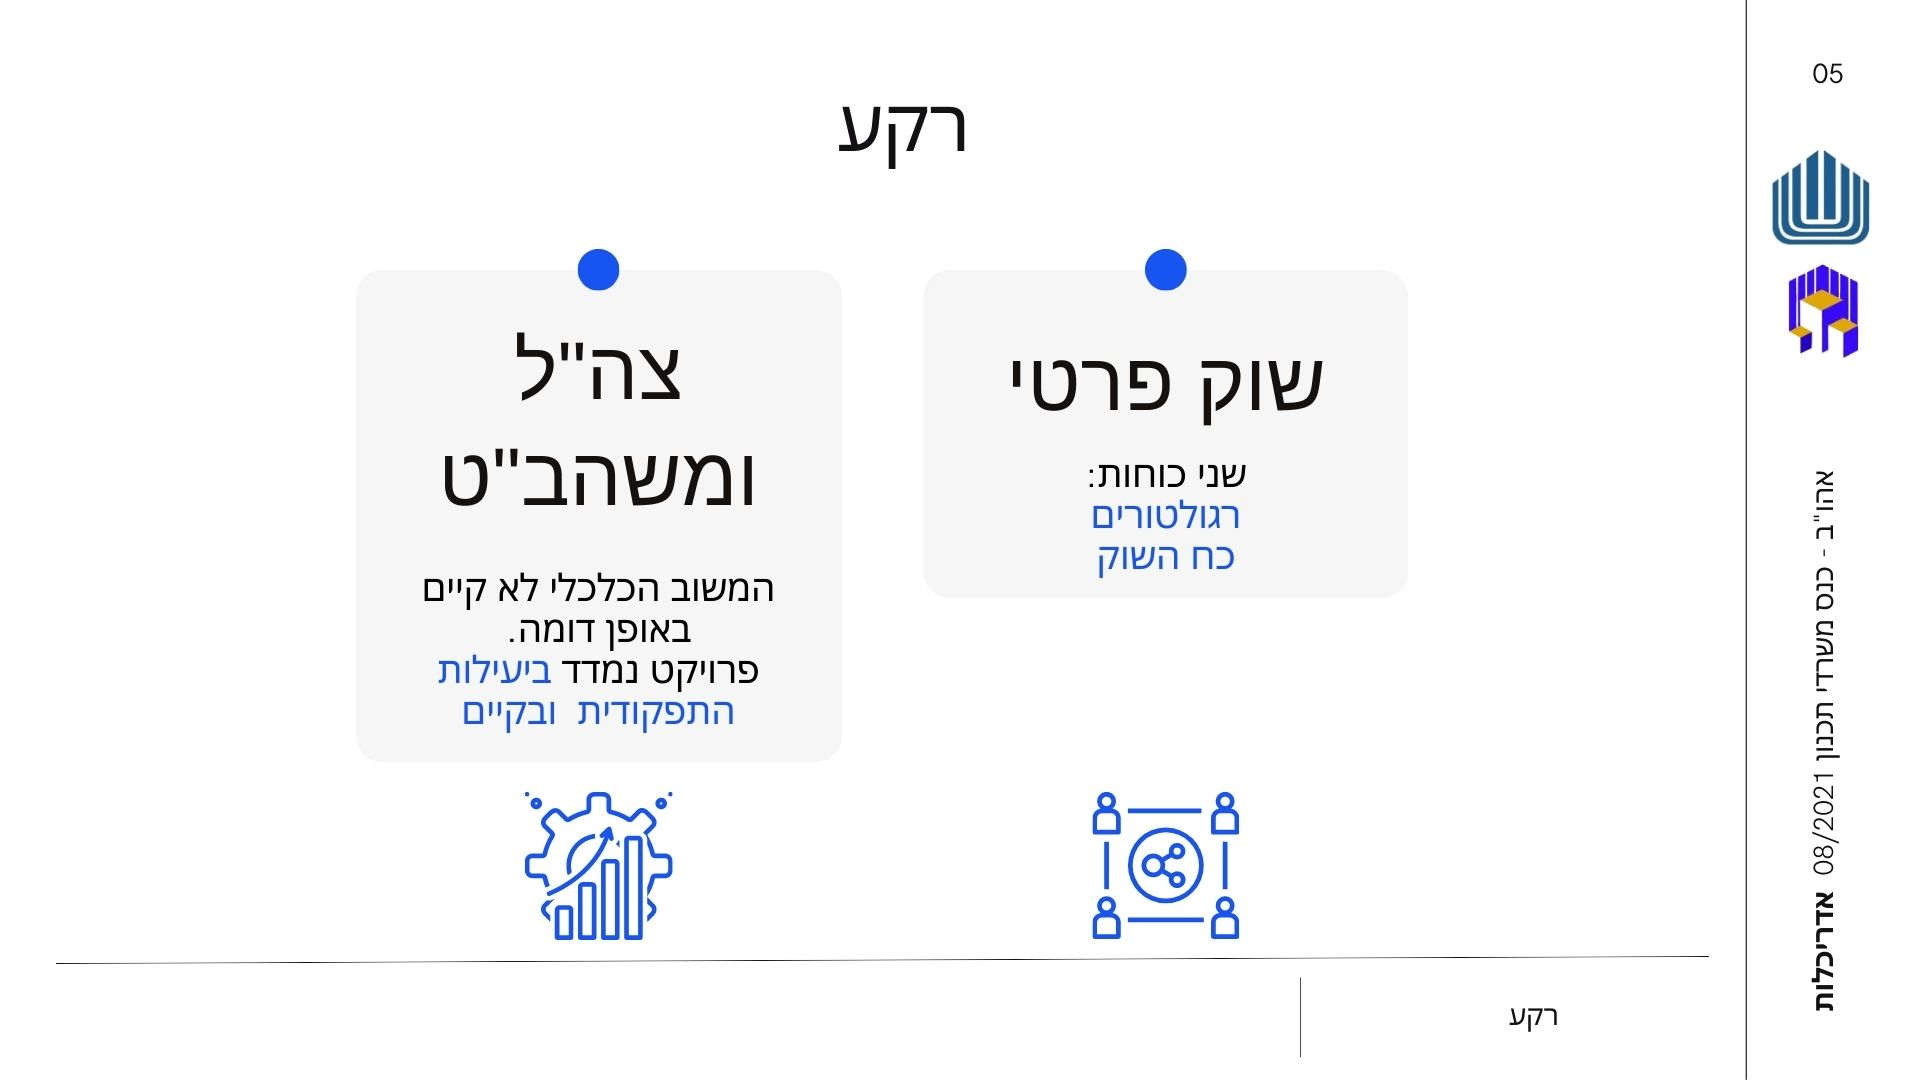 05
רקע
שוק פרטי
שני כוחות:
רגולטורים
כח השוק
צה"ל
ומשהב"ט
המשוב הכלכלי לא קיים
באופן דומה.
פרויקט נמדד ביעילות
התפקודית ובקיים
אדריכלות 08/2021 כנס משרדי תכנון - ארה"ב
רקע